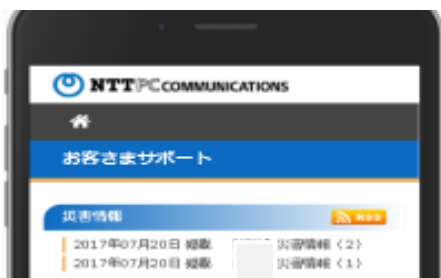 NTTPC COMMUNICATIONS
お客さまサポート
災害情報
RSS
2017年07月20日 掲載 災害情報 (2)
2017年07月20日 掲載 災害情報 (1)